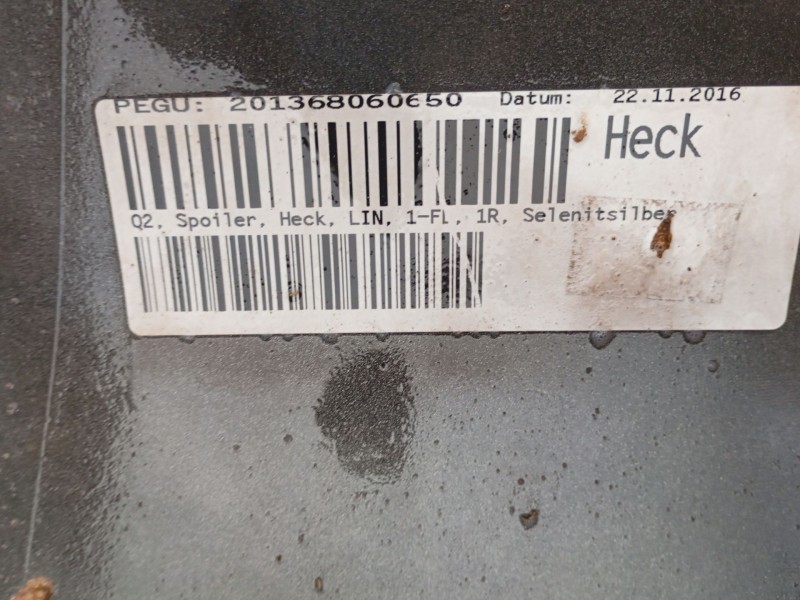 PEGU: 201368060650 Datum: 22.11.2016
Heck
Q2, Spoiler, Heck, LIN, 1-FL, 1R, Selenitsilber